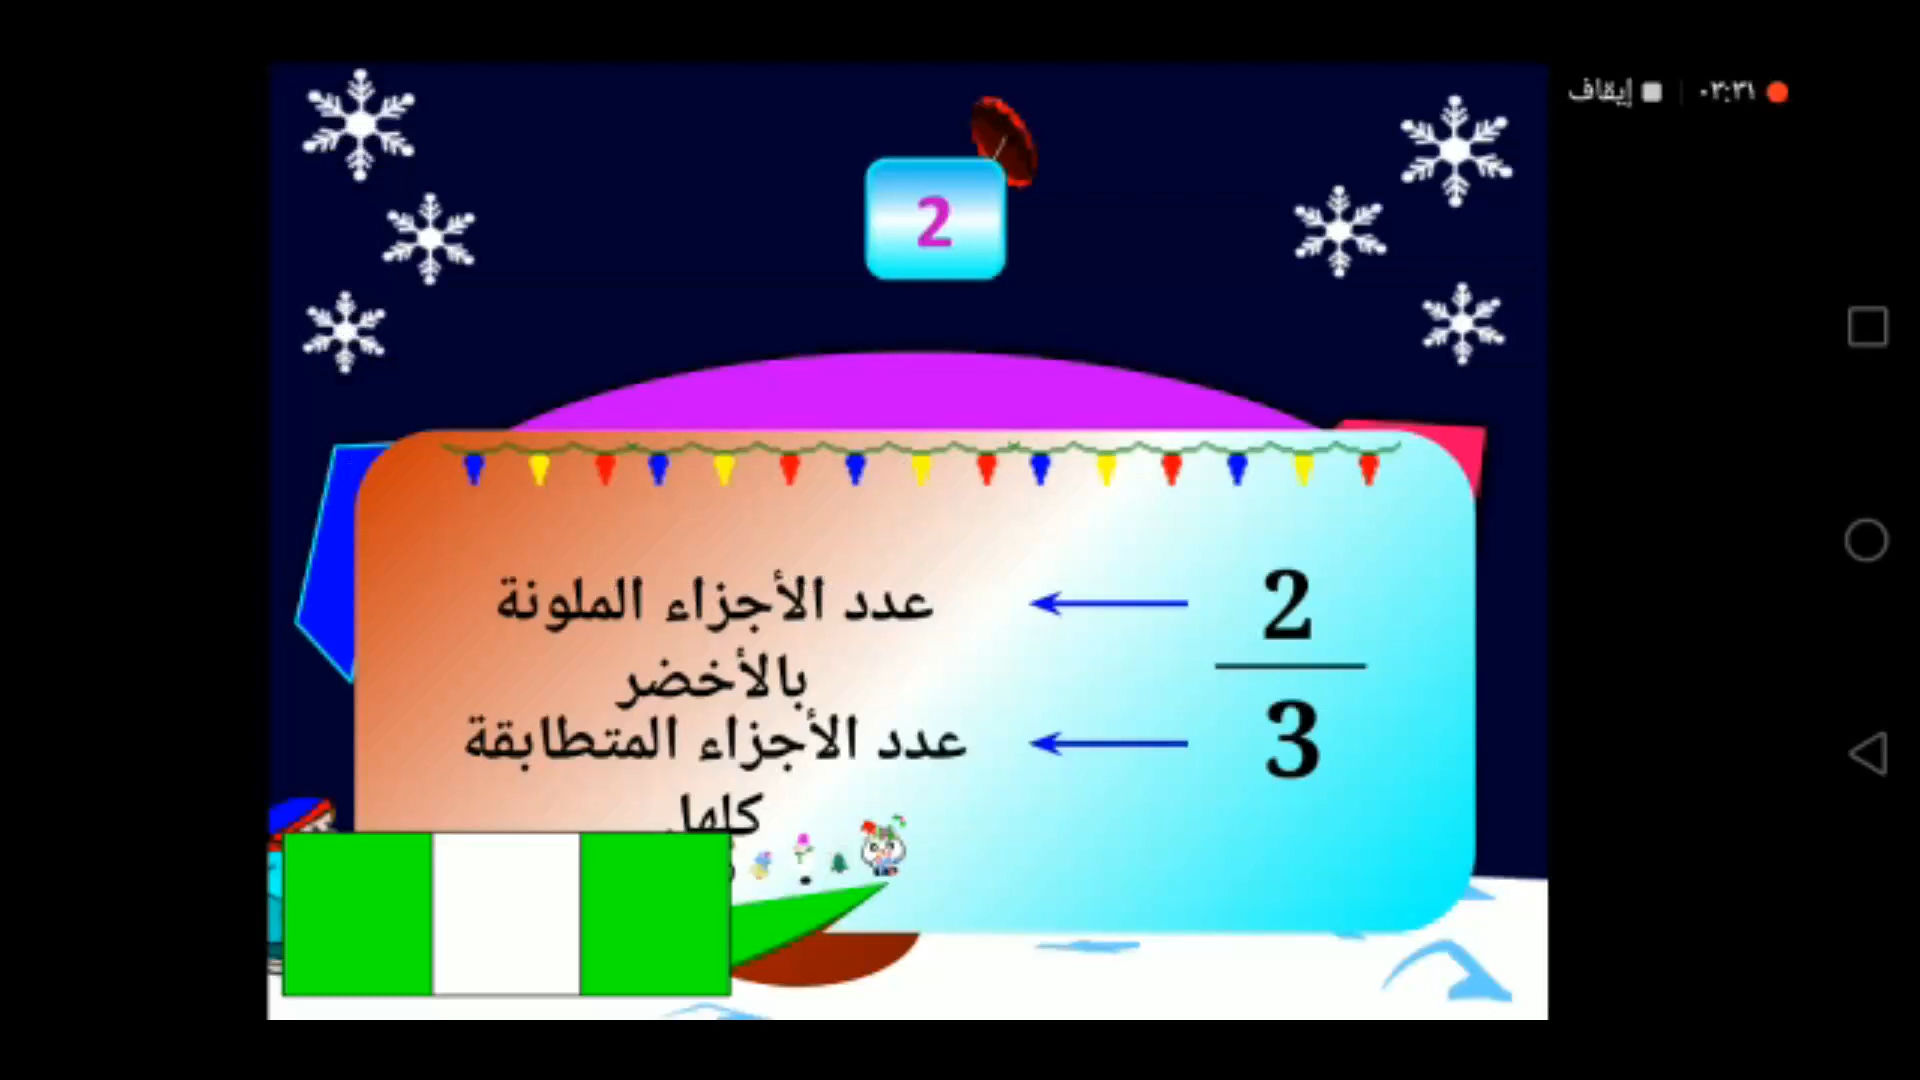 إيقاف ٠٢:٢١
2
2
عدد الأجزاء الملونة
بالأخضر
3
عدد الأجزاء المتطابقة
كلها.